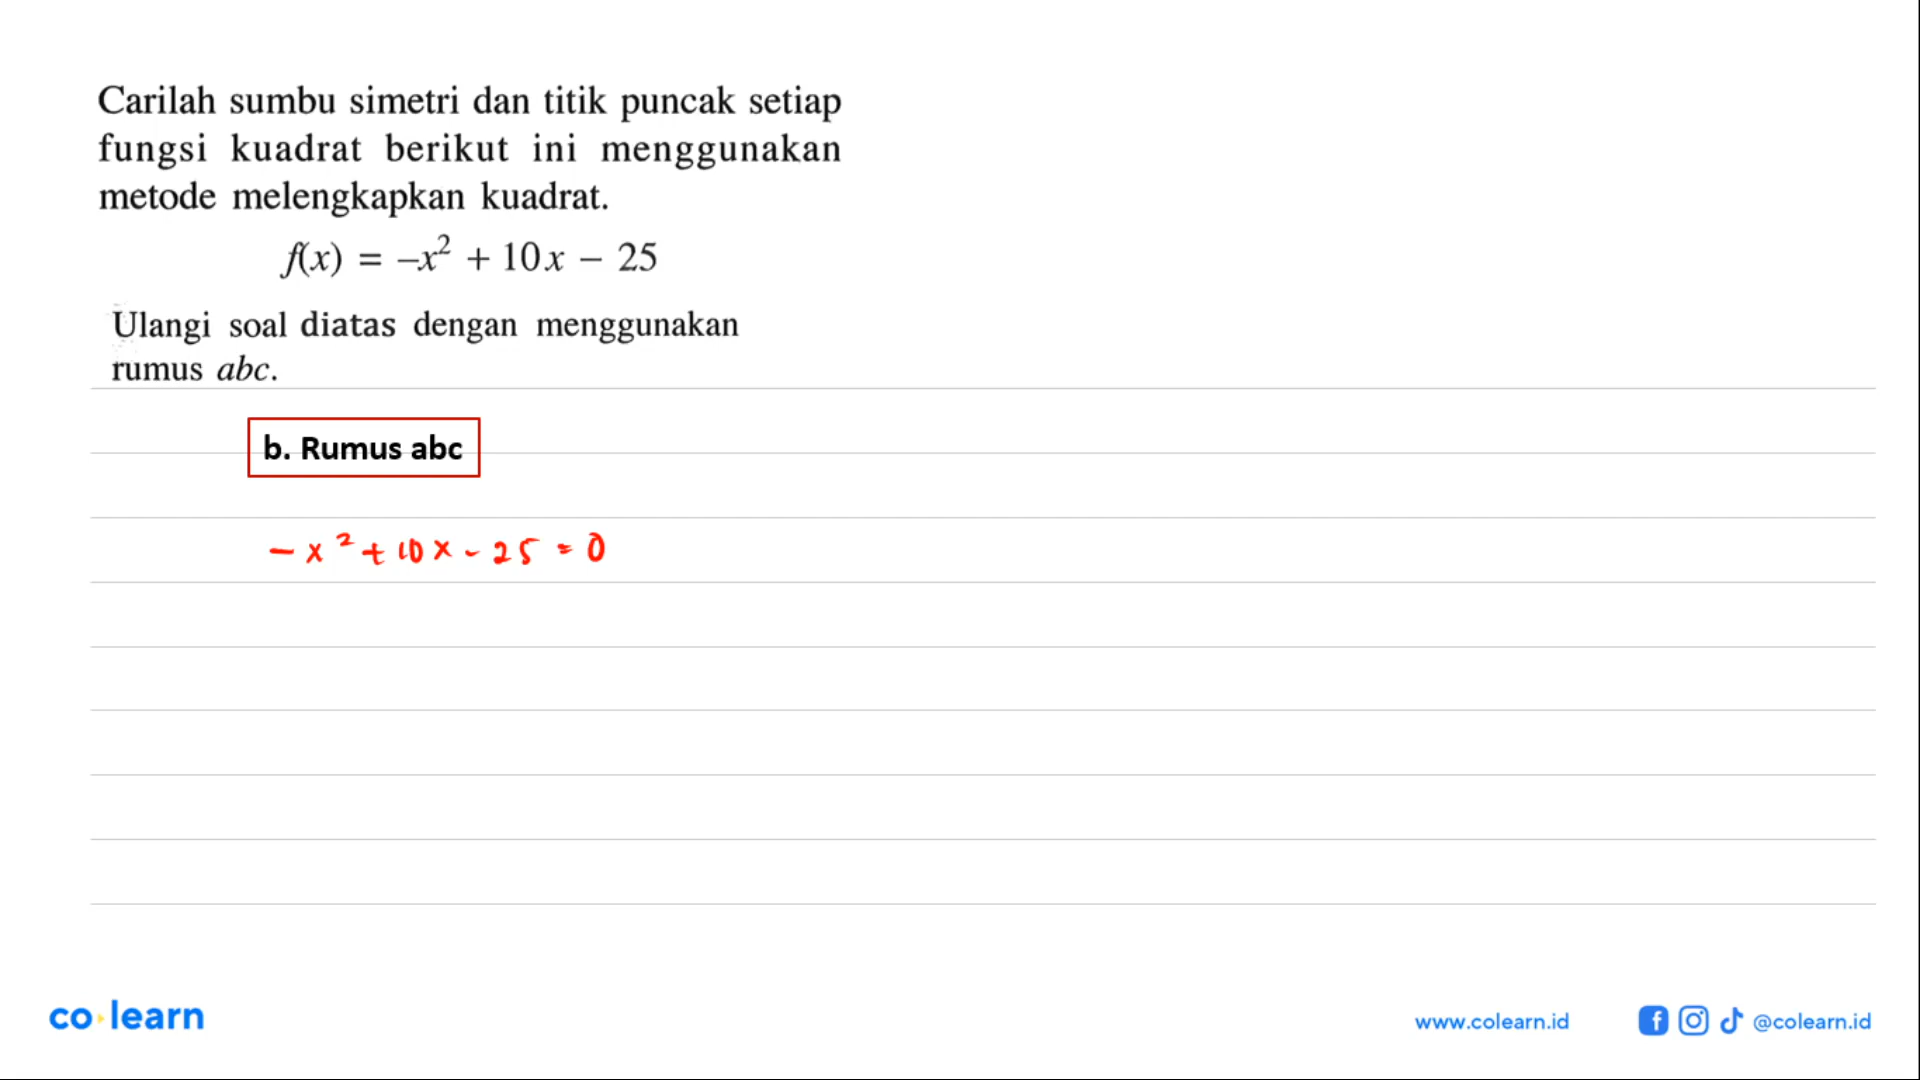 Carilah sumbu simetri dan titik puncak setiap
fungsi kuadrat berikut ini menggunakan
metode melengkapkan kuadrat.
f(x) = –x² + 10x − 25
Ulangi soal diatas dengan menggunakan
rumus abc.
b. Rumus abc
-x² + 10x - 25 = 0
co learn
www.colearn.id
@colearn.id